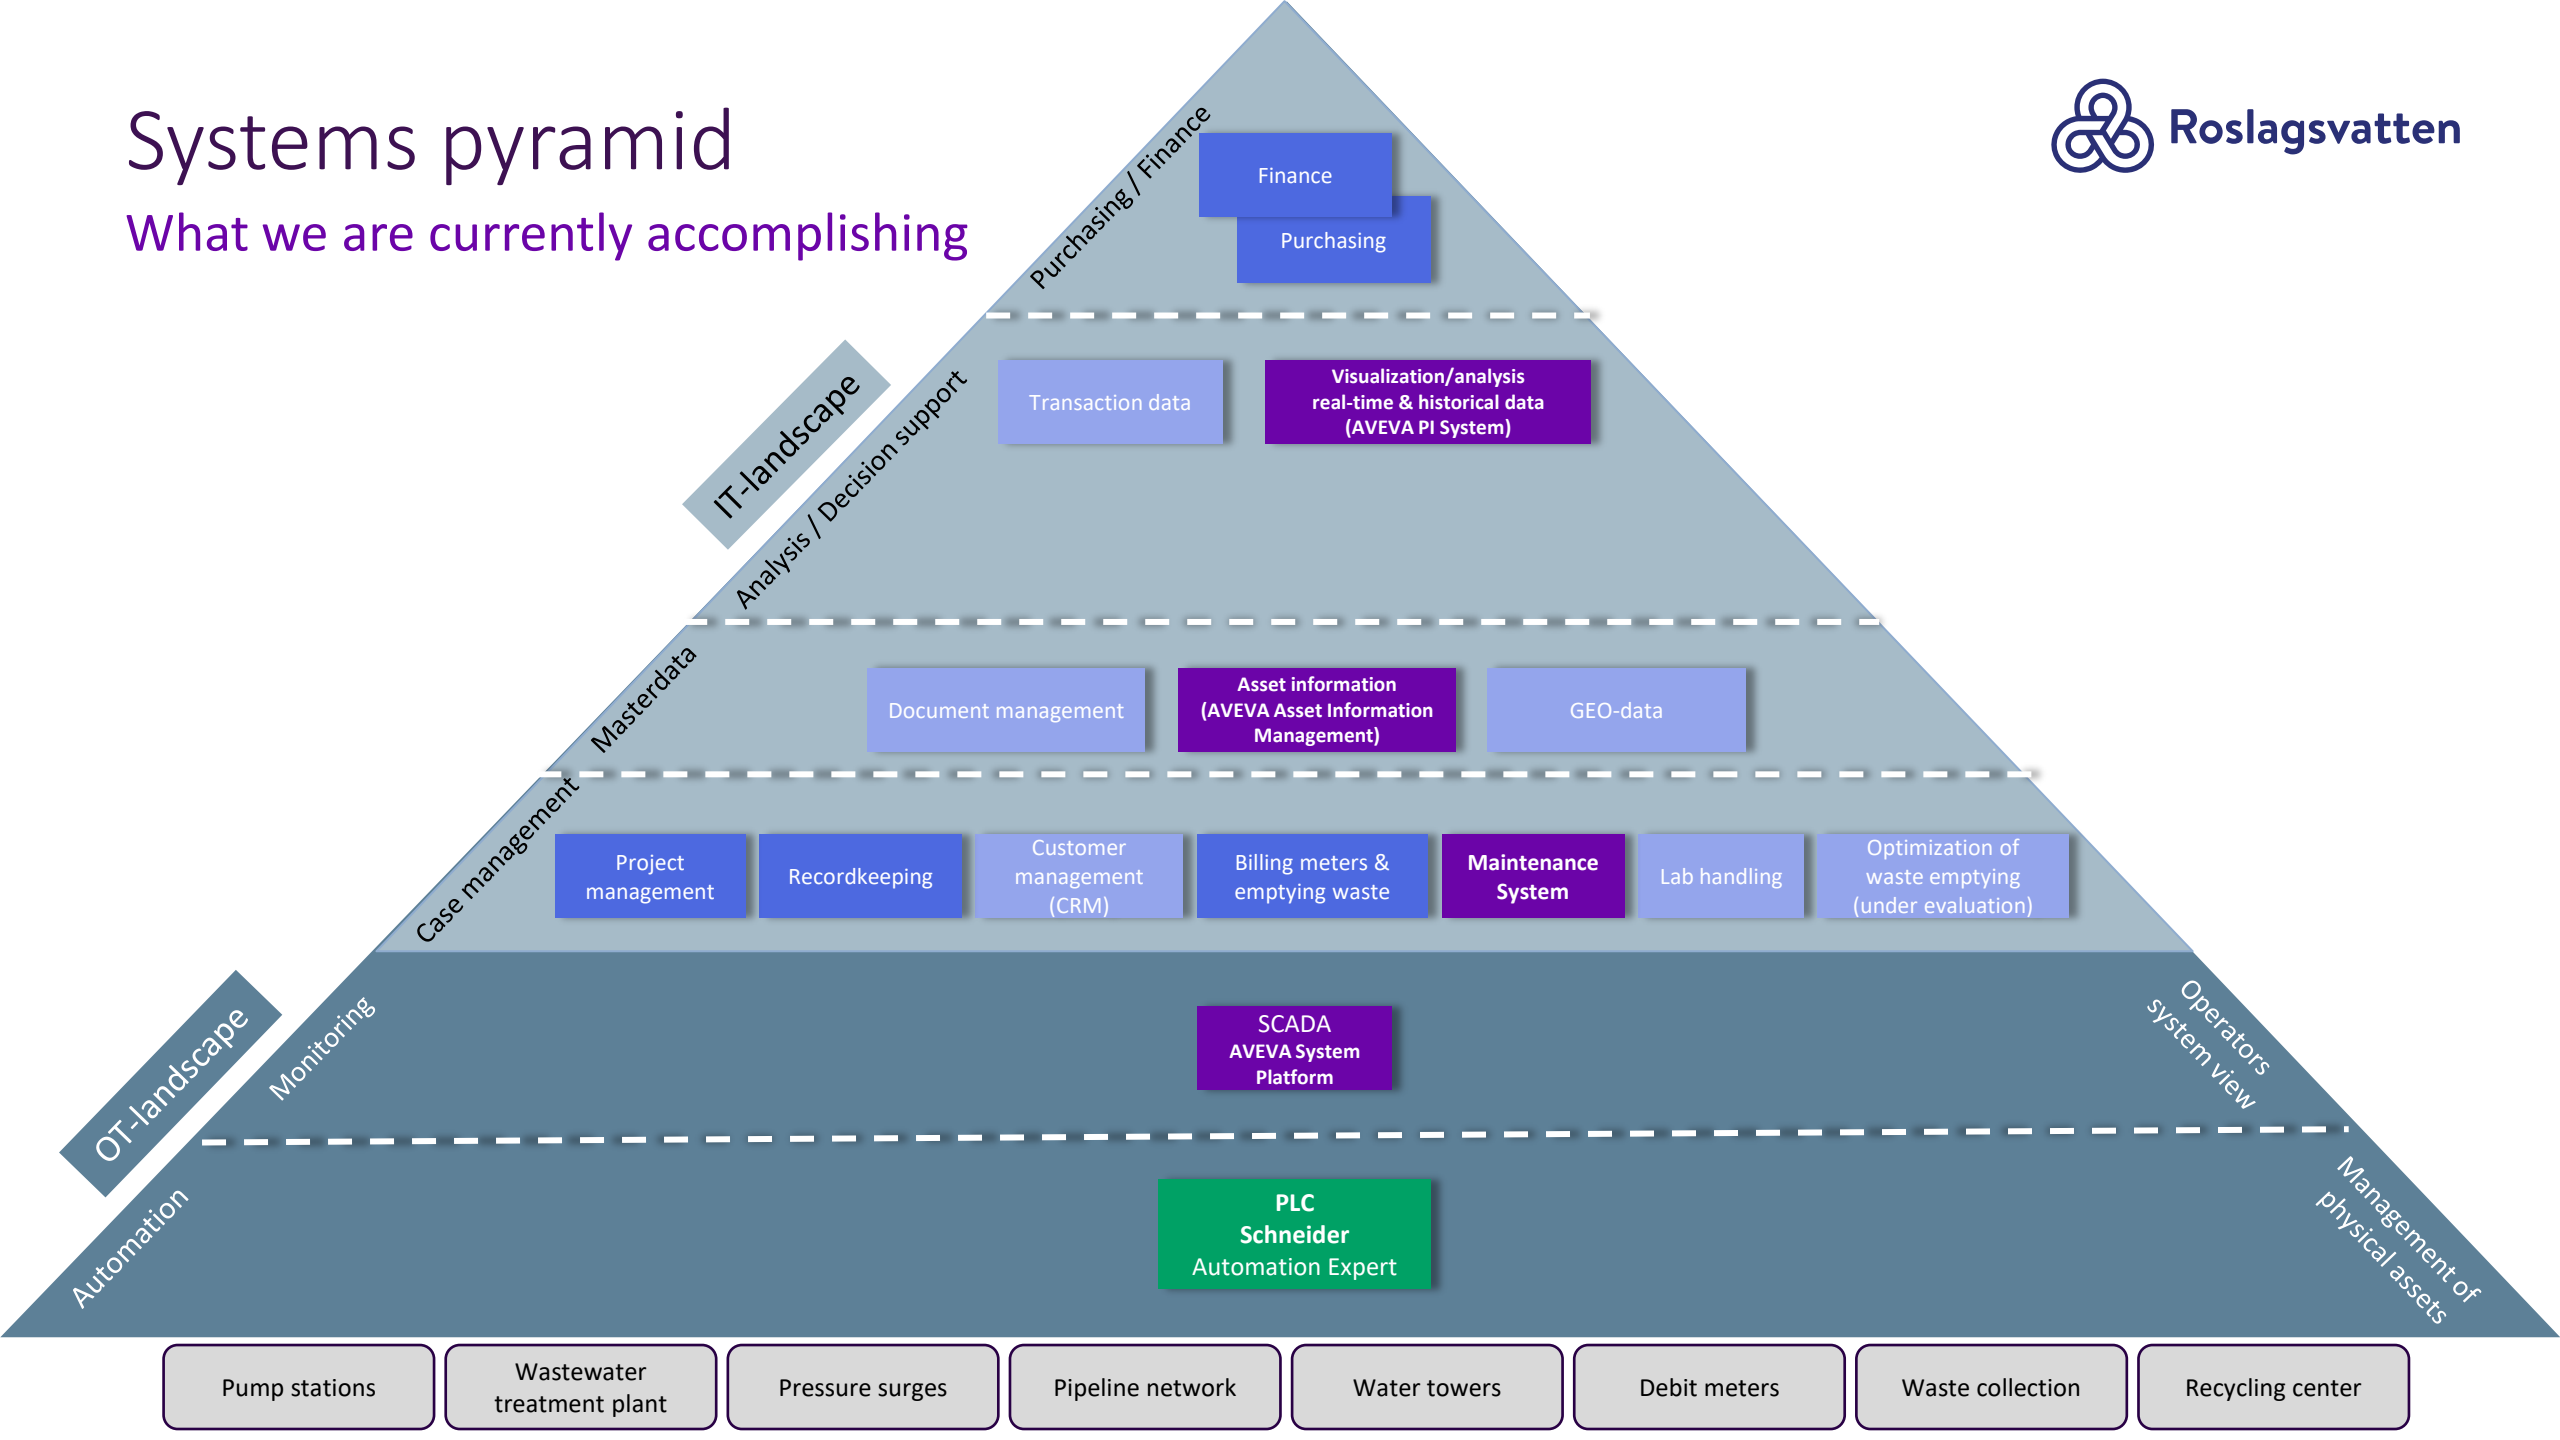 Systems pyramid
What we are currently accomplishing
Roslagsvatten
Purchasing / Finance
Finance
Purchasing
IT-landscape
Analysis / Decision support
Transaction data
Visualization/analysis
real-time & historical data
(AVEVA PI System)
Masterdata
Document management
Asset information
(AVEVA Asset Information
Management)
GEO-data
Case management
Project
management
Recordkeeping
Customer
management
(CRM)
Billing meters &
emptying waste
Maintenance
System
Lab handling
Optimization of
waste emptying
(under evaluation)
OT-landscape
Monitoring
SCADA
AVEVA System
Platform
Operators
system view
Automation
PLC
Schneider
Automation Expert
Management of
physical assets
Pump stations
Wastewater
treatment plant
Pressure surges
Pipeline network
Water towers
Debit meters
Waste collection
Recycling center